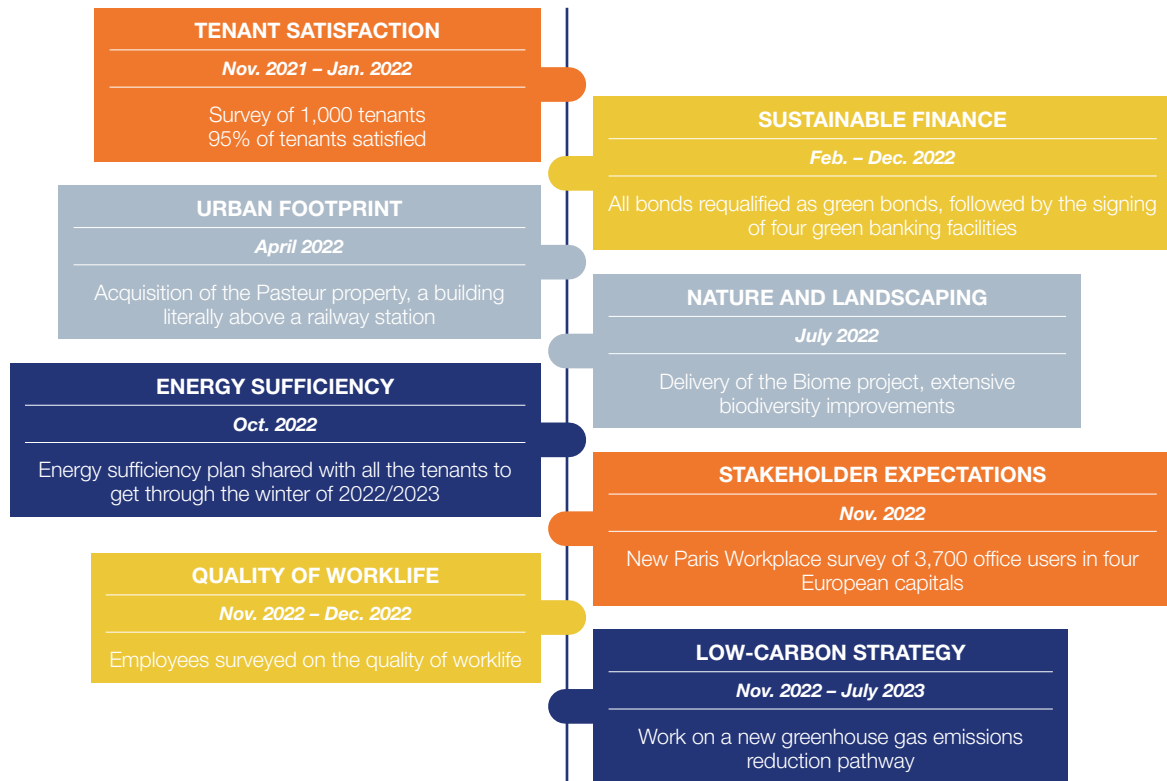 TENANT SATISFACTION
Nov. 2021 – Jan. 2022
Survey of 1,000 tenants
95% of tenants satisfied
SUSTAINABLE FINANCE
Feb. – Dec. 2022
All bonds requalified as green bonds, followed by the signing
of four green banking facilities
URBAN FOOTPRINT
April 2022
Acquisition of the Pasteur property, a building
literally above a railway station
NATURE AND LANDSCAPING
July 2022
Delivery of the Biome project, extensive
biodiversity improvements
ENERGY SUFFICIENCY
Oct. 2022
Energy sufficiency plan shared with all the tenants to
get through the winter of 2022/2023
STAKEHOLDER EXPECTATIONS
Nov. 2022
New Paris Workplace survey of 3,700 office users in four
European capitals
QUALITY OF WORKLIFE
Nov. 2022 – Dec. 2022
Employees surveyed on the quality of worklife
LOW-CARBON STRATEGY
Nov. 2022 – July 2023
Work on a new greenhouse gas emissions
reduction pathway